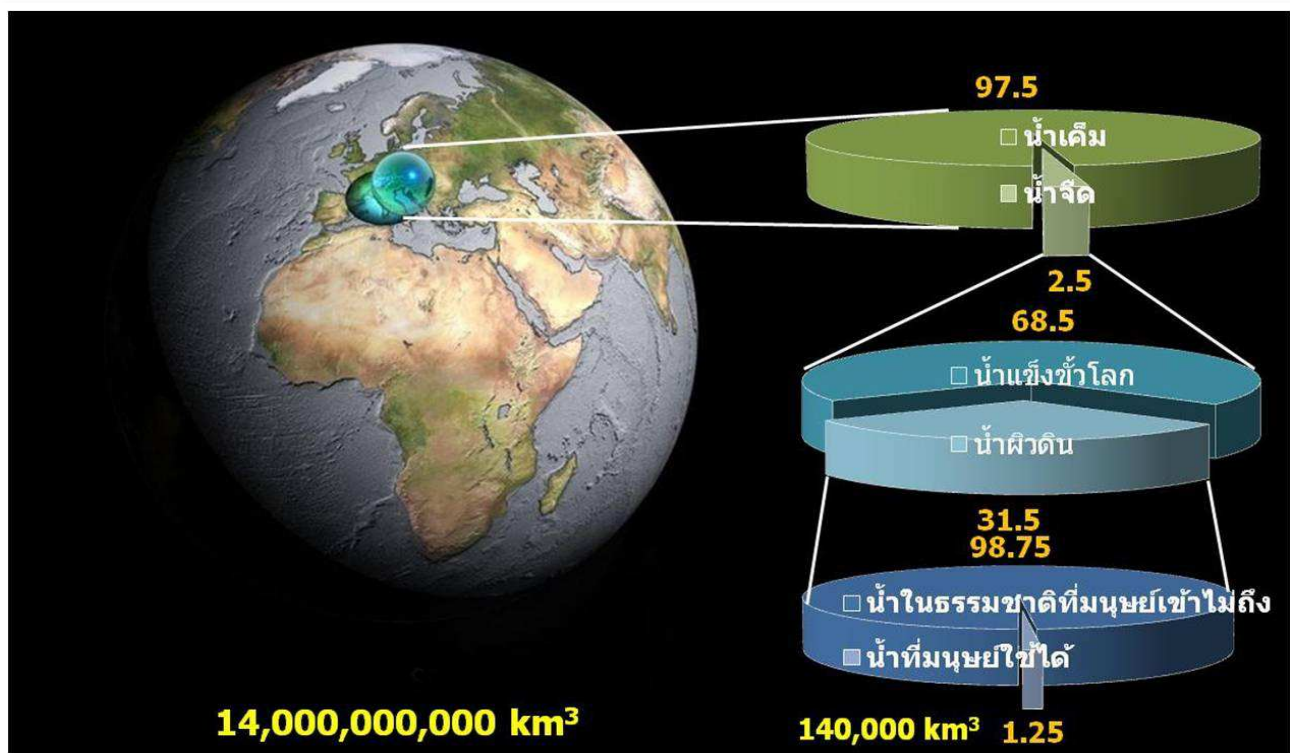 97.5
น้ำเค็ม
น้ำจืด
2.5
68.5
น้ำแข็งขั้วโลก
น้ำผิวดิน
31.5
98.75
น้ำในธรรมชาติที่มนุษย์เข้าไม่ถึง
น้ำที่มนุษย์ใช้ได้
14,000,000,000 km³
140,000 km³ 1.25